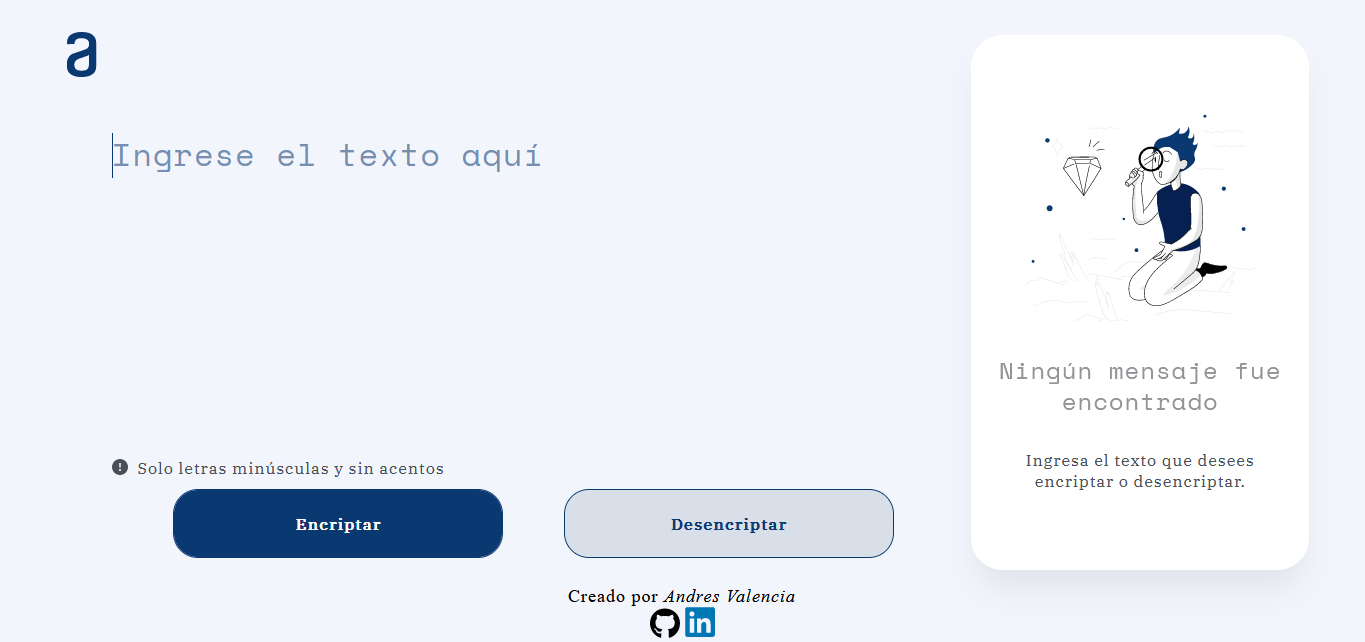 a
Ingrese el texto aquí
Solo letras minúsculas y sin acentos
Encriptar
Desencriptar
Ningún mensaje fue
encontrado
Ingresa el texto que desees
encriptar o desencriptar.
Creado por Andres Valencia
in